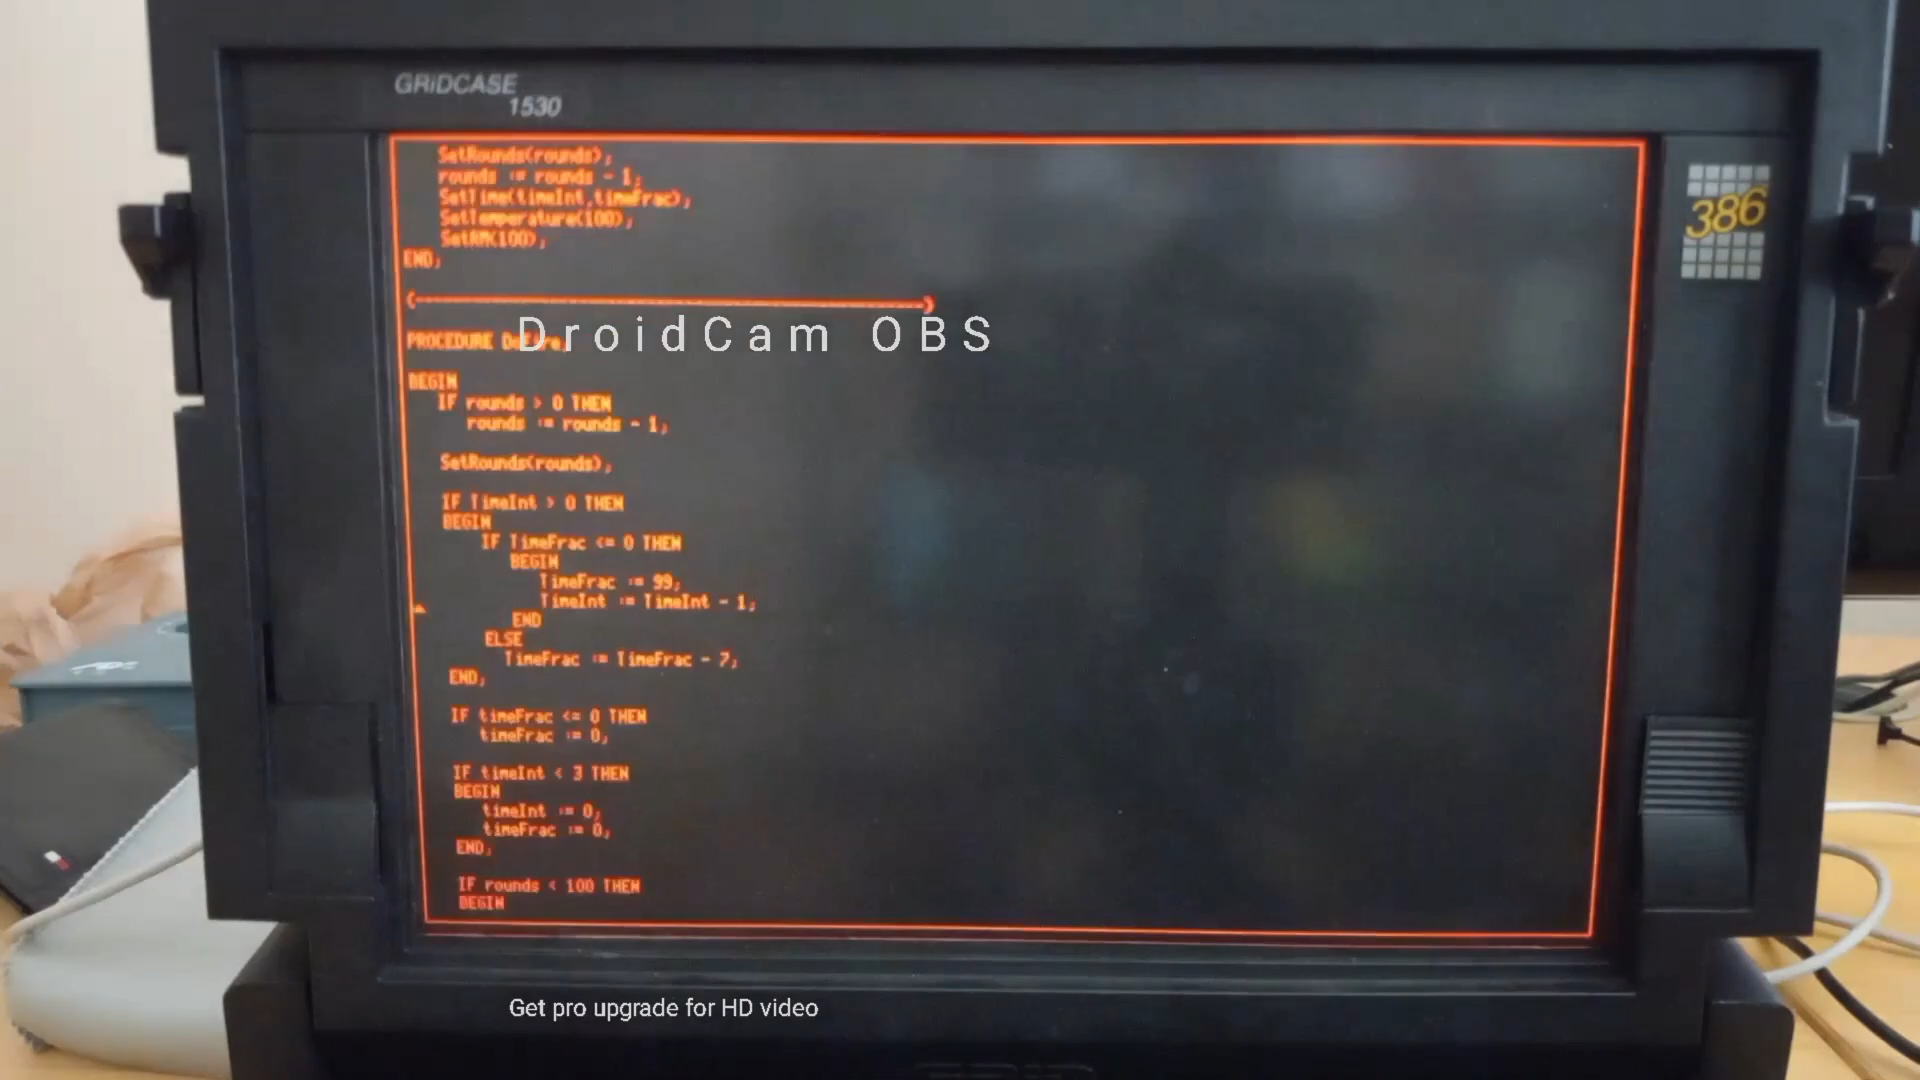 GRiDCASE
1530
386
SetRounds(rounds);
rounds := rounds - 1;
SetTime(timeInt,timeFrac);
SetTemperature(100);
SetRM(100);
END;
PROCEDURE
DroidCam OBS
BEGIN
IF rounds > 0 THEN
rounds := rounds - 1;
SetRounds(rounds);
IF TimeInt > 0 THEN
BEGIN
IF TimeFrac <= 0 THEN
BEGIN
TimeFrac := 99;
TimeInt := TimeInt - 1;
END
ELSE
TimeFrac := TimeFrac - 7;
END;
IF timeFrac <= 0 THEN
timeFrac := 0;
IF timeInt < 3 THEN
BEGIN
timeInt := 0;
timeFrac := 0;
END;
IF rounds < 100 THEN
BEGIN
Get pro upgrade for HD video